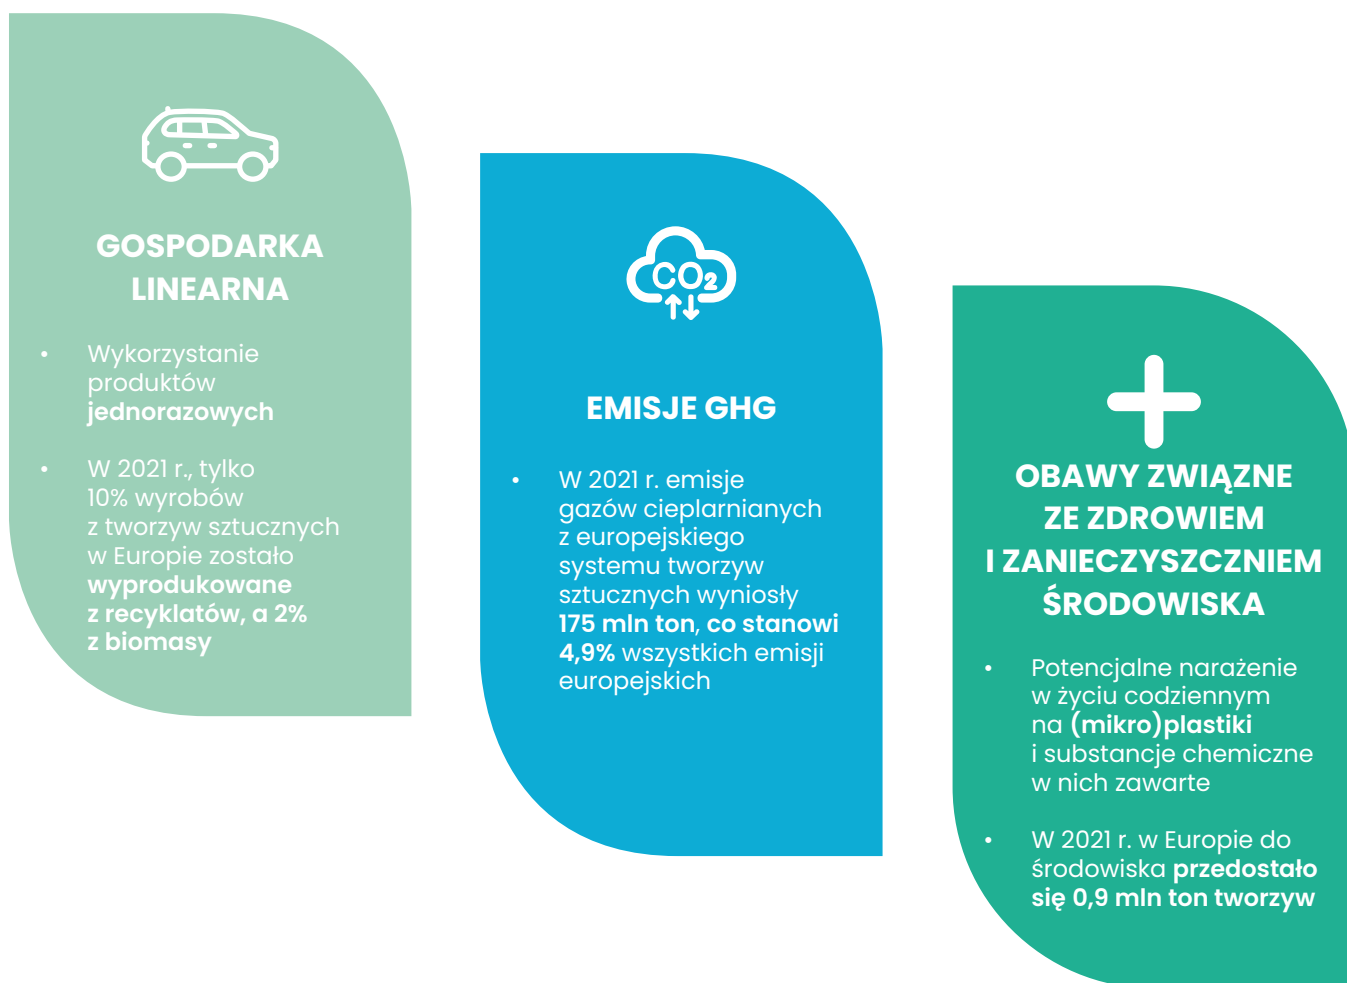 GOSPODARKA
LINEARNA
• Wykorzystanie
produktów
jednorazowych
• W 2021 r., tylko
10% wyrobów
z tworzyw sztucznych
w Europie zostało
wyprodukowane
z recyklatów, a 2%
z biomasy
CO2
EMISJE GHG
• W 2021 r. emisje
gazów cieplarnianych
z europejskiego
systemu tworzyw
sztucznych wyniosły
175 mln ton, co stanowi
4,9% wszystkich emisji
europejskich
OBAWY ZWIĄZNE
ZE ZDROWIEM
I ZANIECZYSZCZNIEM
ŚRODOWISKA
• Potencjalne narażenie
w życiu codziennym
na (mikro)plastiki
i substancje chemiczne
w nich zawarte
• W 2021 r. w Europie do
środowiska przedostało
się 0,9 mln ton tworzyw